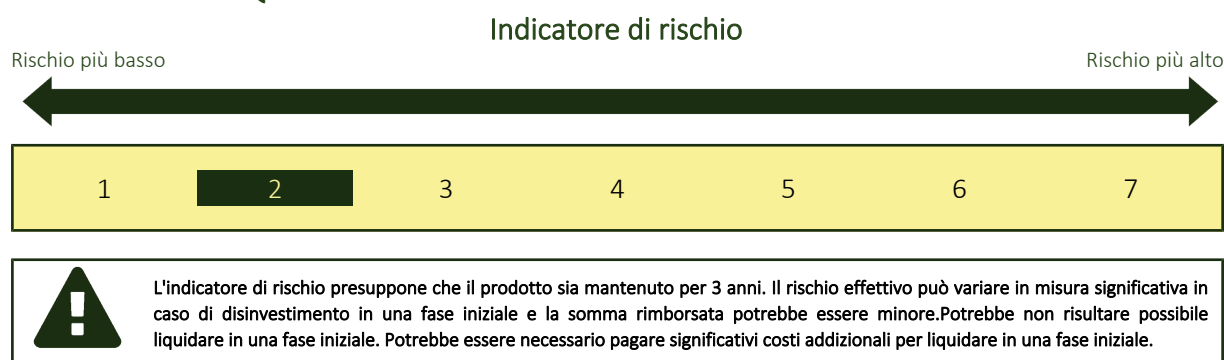 Indicatore di rischio
Rischio più basso
Rischio più alto
1 2 3 4 5 6 7
L'indicatore di rischio presuppone che il prodotto sia mantenuto per 3 anni. Il rischio effettivo può variare in misura significativa in
caso di disinvestimento in una fase iniziale e la somma rimborsata potrebbe essere minore.Potrebbe non risultare possibile
liquidare in una fase iniziale. Potrebbe essere necessario pagare significativi costi addizionali per liquidare in una fase iniziale.